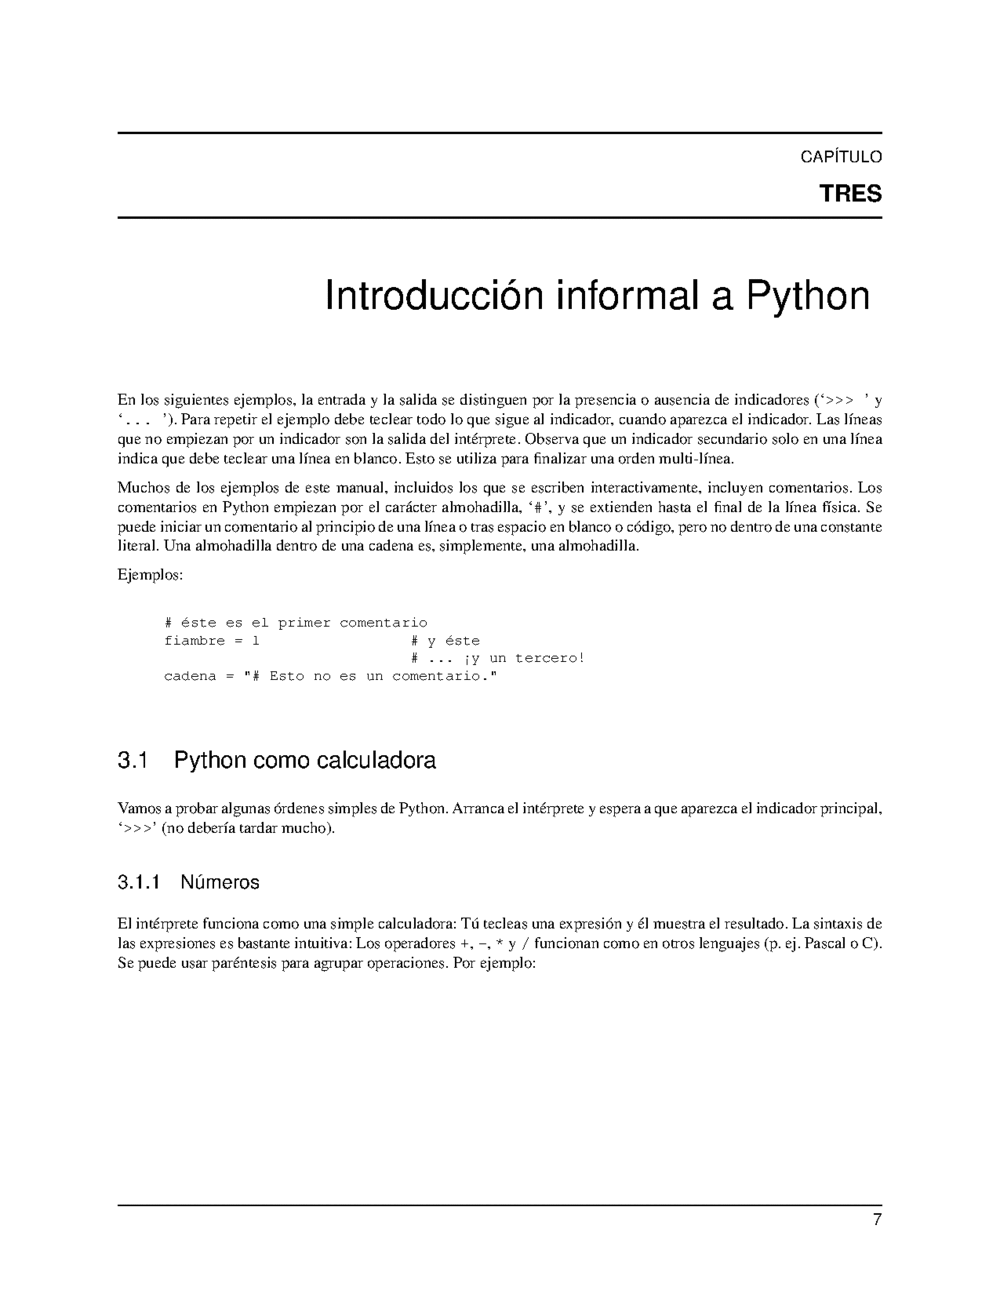 CAPÍTULO
TRES
Introducción informal a Python
En los siguientes ejemplos, la entrada y la salida se distinguen por la presencia o ausencia de indicadores (‘>>> ’ y
‘... ’). Para repetir el ejemplo debe teclear todo lo que sigue al indicador, cuando aparezca el indicador. Las líneas
que no empiezan por un indicador son la salida del intérprete. Observa que un indicador secundario solo en una línea
indica que debe teclear una línea en blanco. Esto se utiliza para finalizar una orden multi-línea.
Muchos de los ejemplos de este manual, incluidos los que se escriben interactivamente, incluyen comentarios. Los
comentarios en Python empiezan por el carácter almohadilla, ‘#’, y se extienden hasta el final de la línea física. Se
puede iniciar un comentario al principio de una línea o tras espacio en blanco o código, pero no dentro de una constante
literal. Una almohadilla dentro de una cadena es, simplemente, una almohadilla.
Ejemplos:
# éste es el primer comentario
fiambre = 1                 # y éste
                            # ... ¡y un tercero!
cadena = "# Esto no es un comentario."
3.1 Python como calculadora
Vamos a probar algunas órdenes simples de Python. Arranca el intérprete y espera a que aparezca el indicador principal,
‘>>>’ (no debería tardar mucho).
3.1.1 Números
El intérprete funciona como una simple calculadora: Tú tecleas una expresión y él muestra el resultado. La sintaxis de
las expresiones es bastante intuitiva: Los operadores +, -, * y / funcionan como en otros lenguajes (p. ej. Pascal o C).
Se puede usar paréntesis para agrupar operaciones. Por ejemplo:
7